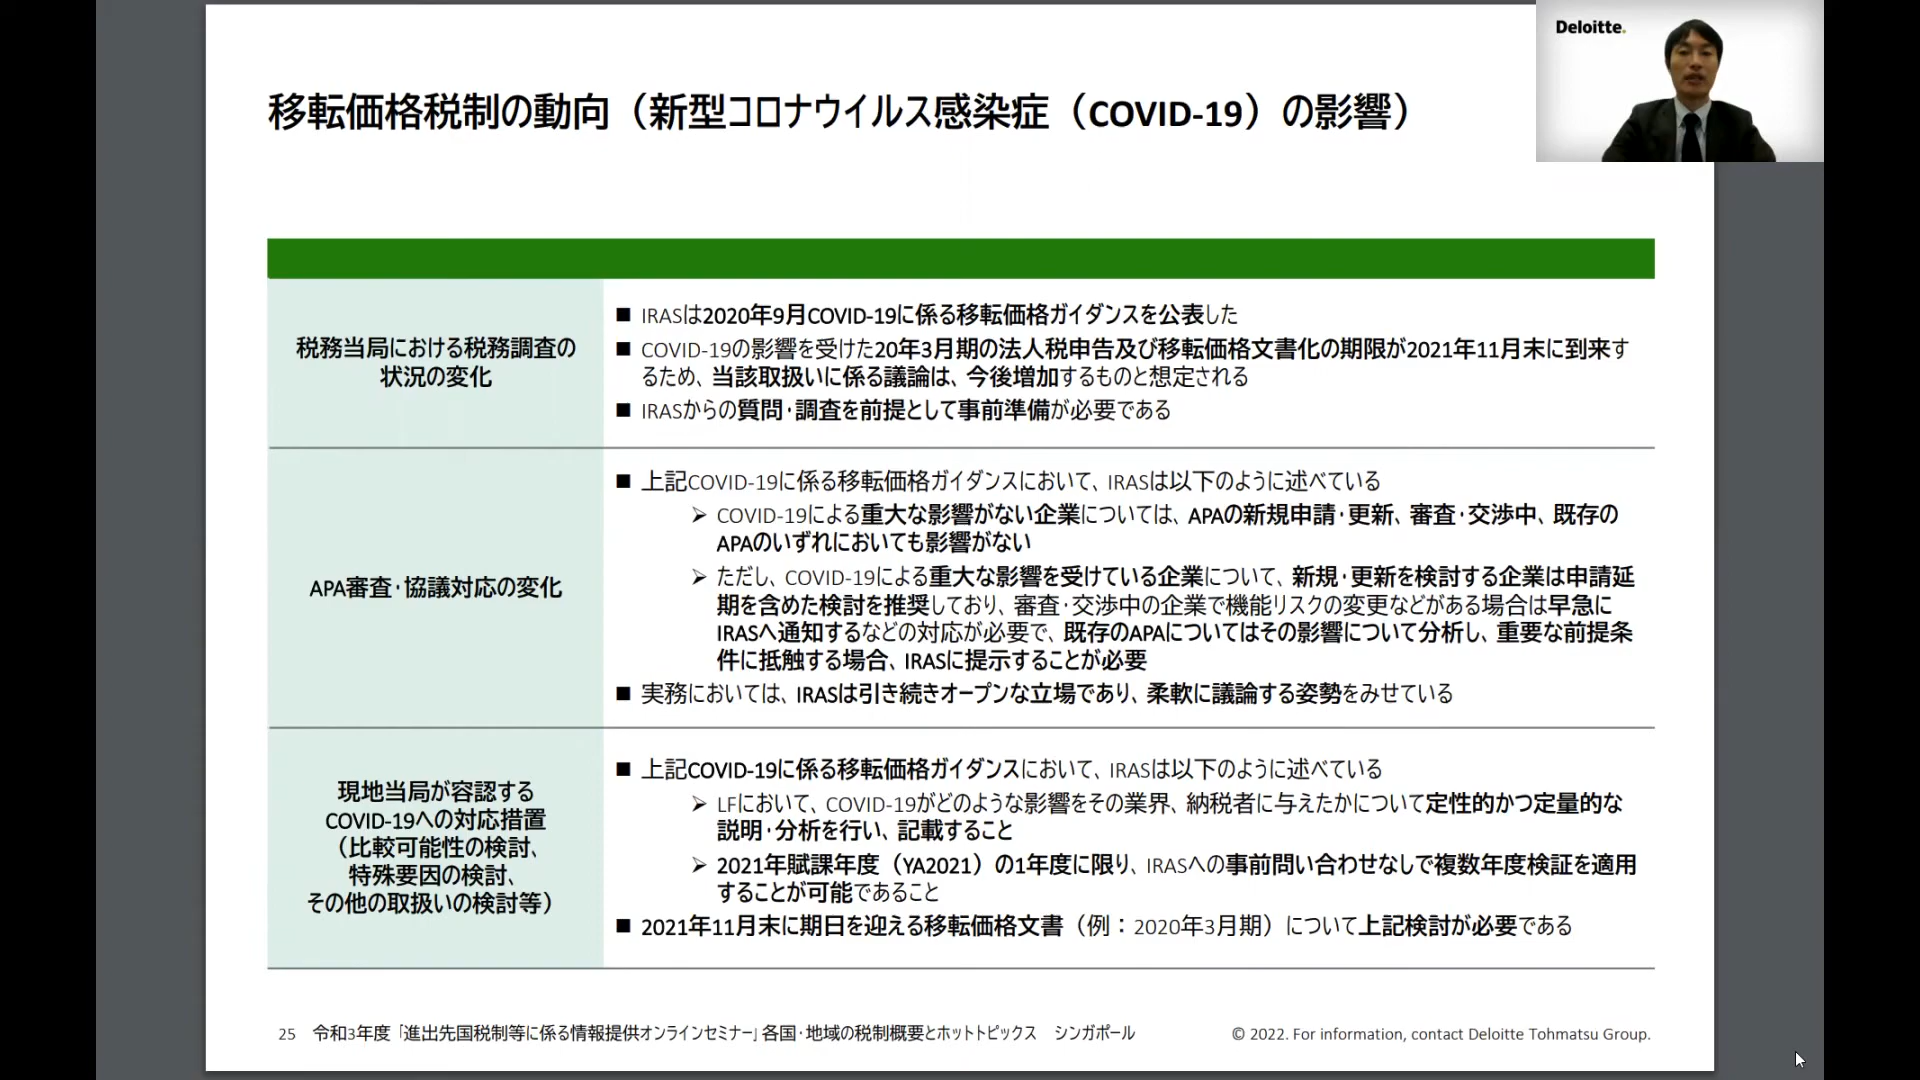 Deloitte.
移転価格税制の動向（新型コロナウイルス感染症（COVID-19）の影響）
税務当局における税務調査の
状況の変化
■ IRASは2020年9月COVID-19に係る移転価格ガイダンスを公表した
■ COVID-19の影響を受けた20年3月期の法人税申告及び移転価格文書化の期限が2021年11月末に到来す
るため、当該取扱いに係る議論は、今後増加するものと想定される
■ IRASからの質問・調査を前提として事前準備が必要である
APA審査・協議対応の変化
■ 上記COVID-19に係る移転価格ガイダンスにおいて、IRASは以下のように述べている
➢ COVID-19による重大な影響がない企業については、APAの新規申請・更新、審査・交渉中、既存の
APAのいずれにおいても影響がない
➢ ただし、COVID-19による重大な影響を受けている企業について、新規・更新を検討する企業は申請延
期を含めた検討を推奨しており、審査・交渉中の企業で機能リスクの変更などがある場合は早急に
IRASへ通知するなどの対応が必要で、既存のAPAについてはその影響について分析し、重要な前提条
件に抵触する場合、IRASに提示することが必要
■ 実務においては、IRASは引き続きオープンな立場であり、柔軟に議論する姿勢をみせている
現地当局が容認する
COVID-19への対応措置
（比較可能性の検討、
特殊要因の検討、
その他の取扱いの検討等）
■ 上記COVID-19に係る移転価格ガイダンスにおいて、IRASは以下のように述べている
➢ LFにおいて、COVID-19がどのような影響をその業界、納税者に与えたかについて定性的かつ定量的な
説明・分析を行い、記載すること
➢ 2021年賦課年度（YA2021）の1年度に限り、IRASへの事前問い合わせなしで複数年度検証を適用
することが可能であること
■ 2021年11月末に期日を迎える移転価格文書（例：2020年3月期）について上記検討が必要である
25 令和3年度「進出先国税制等に係る情報提供オンラインセミナー」各国・地域の税制概要とホットトピックス シンガポール
© 2022. For information, contact Deloitte Tohmatsu Group.